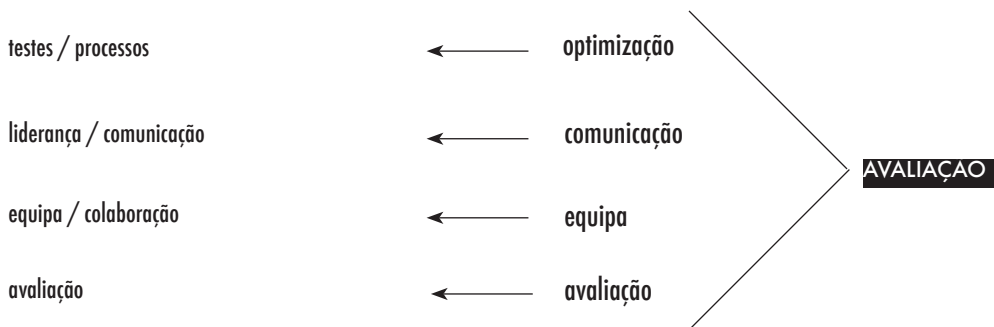 testes / processos
optimização
liderança / comunicação
comunicação
AVALIAÇAO
equipa / colaboração
equipa
avaliação
avaliação